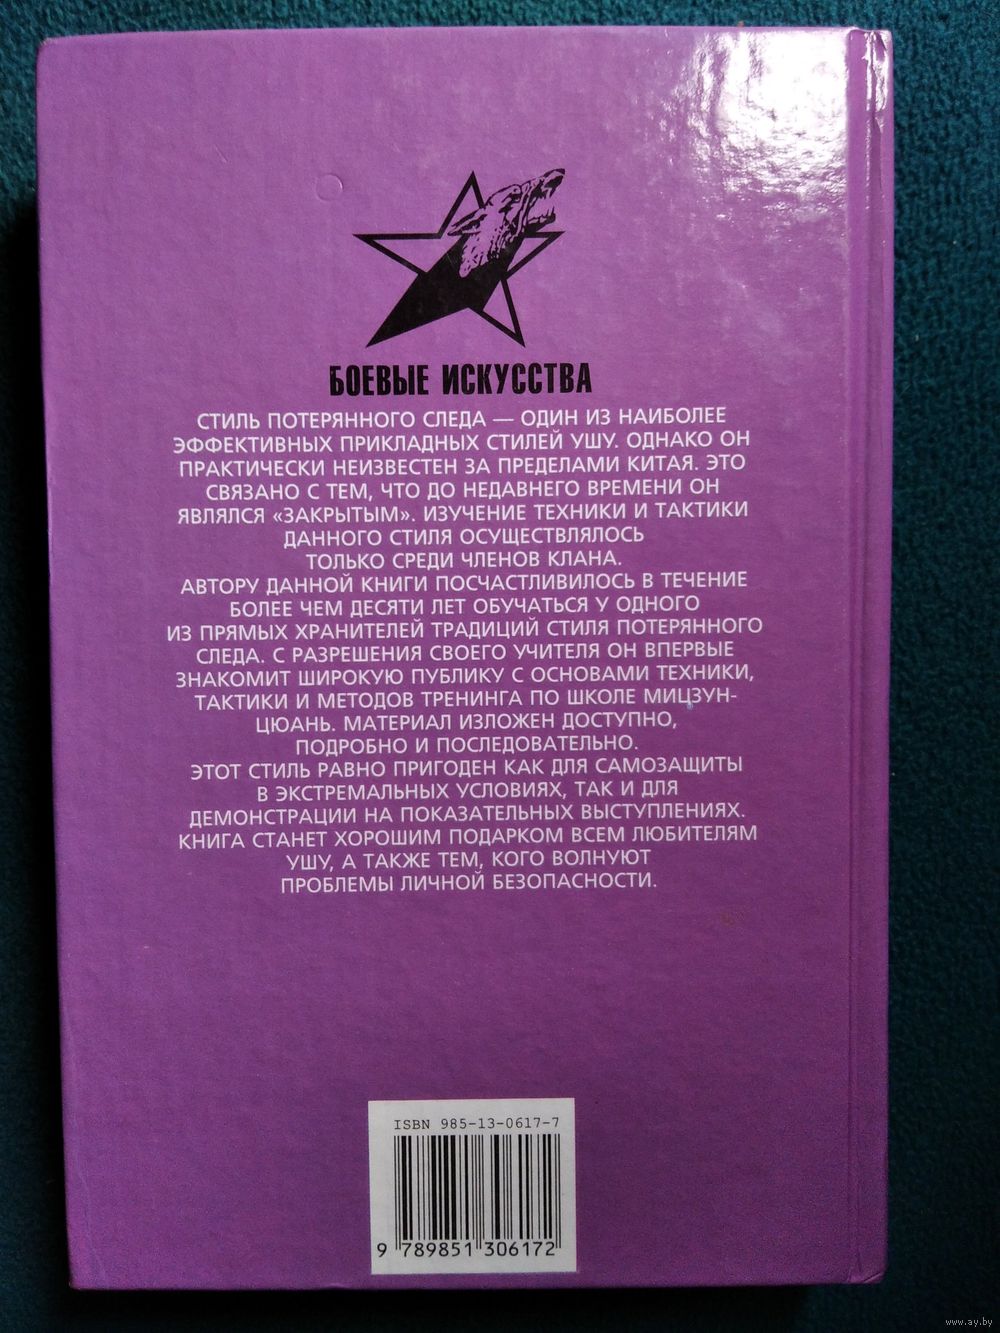 БОЕВЫЕ ИСКУССТВА
СТИЛЬ ПОТЕРЯННОГО СЛЕДА — ОДИН ИЗ НАИБОЛЕЕ
ЭФФЕКТИВНЫХ ПРИКЛАДНЫХ СТИЛЕЙ УШУ. ОДНАКО ОН
ПРАКТИЧЕСКИ НЕИЗВЕСТЕН ЗА ПРЕДЕЛАМИ КИТАЯ. ЭТО
СВЯЗАНО С ТЕМ, ЧТО ДО НЕДАВНЕГО ВРЕМЕНИ ОН
ЯВЛЯЛСЯ «ЗАКРЫТЫМ». ИЗУЧЕНИЕ ТЕХНИКИ И ТАКТИКИ
ДАННОГО СТИЛЯ ОСУЩЕСТВЛЯЛОСЬ
ТОЛЬКО СРЕДИ ЧЛЕНОВ КЛАНА.
АВТОРУ ДАННОЙ КНИГИ ПОСЧАСТЛИВИЛОСЬ В ТЕЧЕНИЕ
БОЛЕЕ ЧЕМ ДЕСЯТИ ЛЕТ ОБУЧАТЬСЯ У ОДНОГО
ИЗ ПРЯМЫХ ХРАНИТЕЛЕЙ ТРАДИЦИЙ СТИЛЯ ПОТЕРЯННОГО
СЛЕДА. С РАЗРЕШЕНИЯ СВОЕГО УЧИТЕЛЯ ОН ВПЕРВЫЕ
ЗНАКОМИТ ШИРОКУЮ ПУБЛИКУ С ОСНОВАМИ ТЕХНИКИ,
ТАКТИКИ И МЕТОДОВ ТРЕНИНГА ПО ШКОЛЕ МИЦЗУН-
ЦЮАНЬ. МАТЕРИАЛ ИЗЛОЖЕН ДОСТУПНО,
ПОДРОБНО И ПОСЛЕДОВАТЕЛЬНО.
ЭТОТ СТИЛЬ РАВНО ПРИГОДЕН КАК ДЛЯ САМОЗАЩИТЫ
В ЭКСТРЕМАЛЬНЫХ УСЛОВИЯХ, ТАК И ДЛЯ
ДЕМОНСТРАЦИИ НА ПОКАЗАТЕЛЬНЫХ ВЫСТУПЛЕНИЯХ.
КНИГА СТАНЕТ ХОРОШИМ ПОДАРКОМ ВСЕМ ЛЮБИТЕЛЯМ
УШУ, А ТАКЖЕ ТЕМ, КОГО ВОЛНУЮТ
ПРОБЛЕМЫ ЛИЧНОЙ БЕЗОПАСНОСТИ.
ISBN 985-13-0617-7
9 789851 306172
www.ay.by